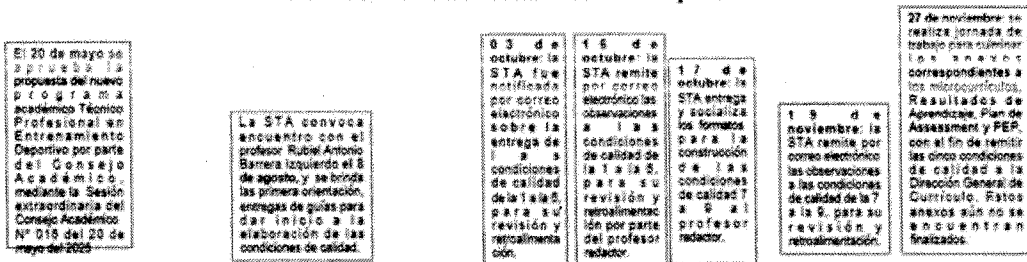 El 20 de mayo se
aprueba la
propuesta del nuevo
programa
académico Técnico
Profesional en
Entrenamiento
Deportivo por parte
del Consejo
Académico,
mediante la Sesión
extraordinaria del
Consejo Académico
N° 016 del 20 de
mayo del 2025
La STA convoca
encuentro con el
profesor Rubiel Antonio
Barrera Izquierdo el 8
de agosto, y se brinda
las primera orientación,
entregas de guías para
dar inicio a la
elaboración de las
condiciones de calidad.
03 de
octubre: la
STA fue
notificada
por correo
electrónico
sobre la
entrega de
las
condiciones
de calidad
de la 1 a la 6,
para su
revisión y
retroalimenta
ción.
15 de
octubre: la
STA remite
por correo
electrónico las
observaciones
a las
condiciones
de calidad de
la 1 a la 6,
para su
revisión y
retroalimentac
ión por parte
del profesor
redactor.
17 de
octubre: la
STA entrega
y socializa
los formatos
para la
construcción
de las
condiciones
de calidad 7
a 9 al
profesor
redactor.
19 de
noviembre: la
STA remite por
correo electrónico
las observaciones
a las condiciones
de calidad de la 7
a la 9, para su
revisión y
retroalimentación.
27 de noviembre: se
realiza jornada de
trabajo para culminar
los anexos
correspondientes a
los microcurrículos,
Resultados de
Aprendizaje, Plan de
Assessment y PEP,
con el fin de remitir
las cinco condiciones
de calidad a la
Dirección General de
Currículo. Estos
anexos aún no se
encuentran
finalizados.